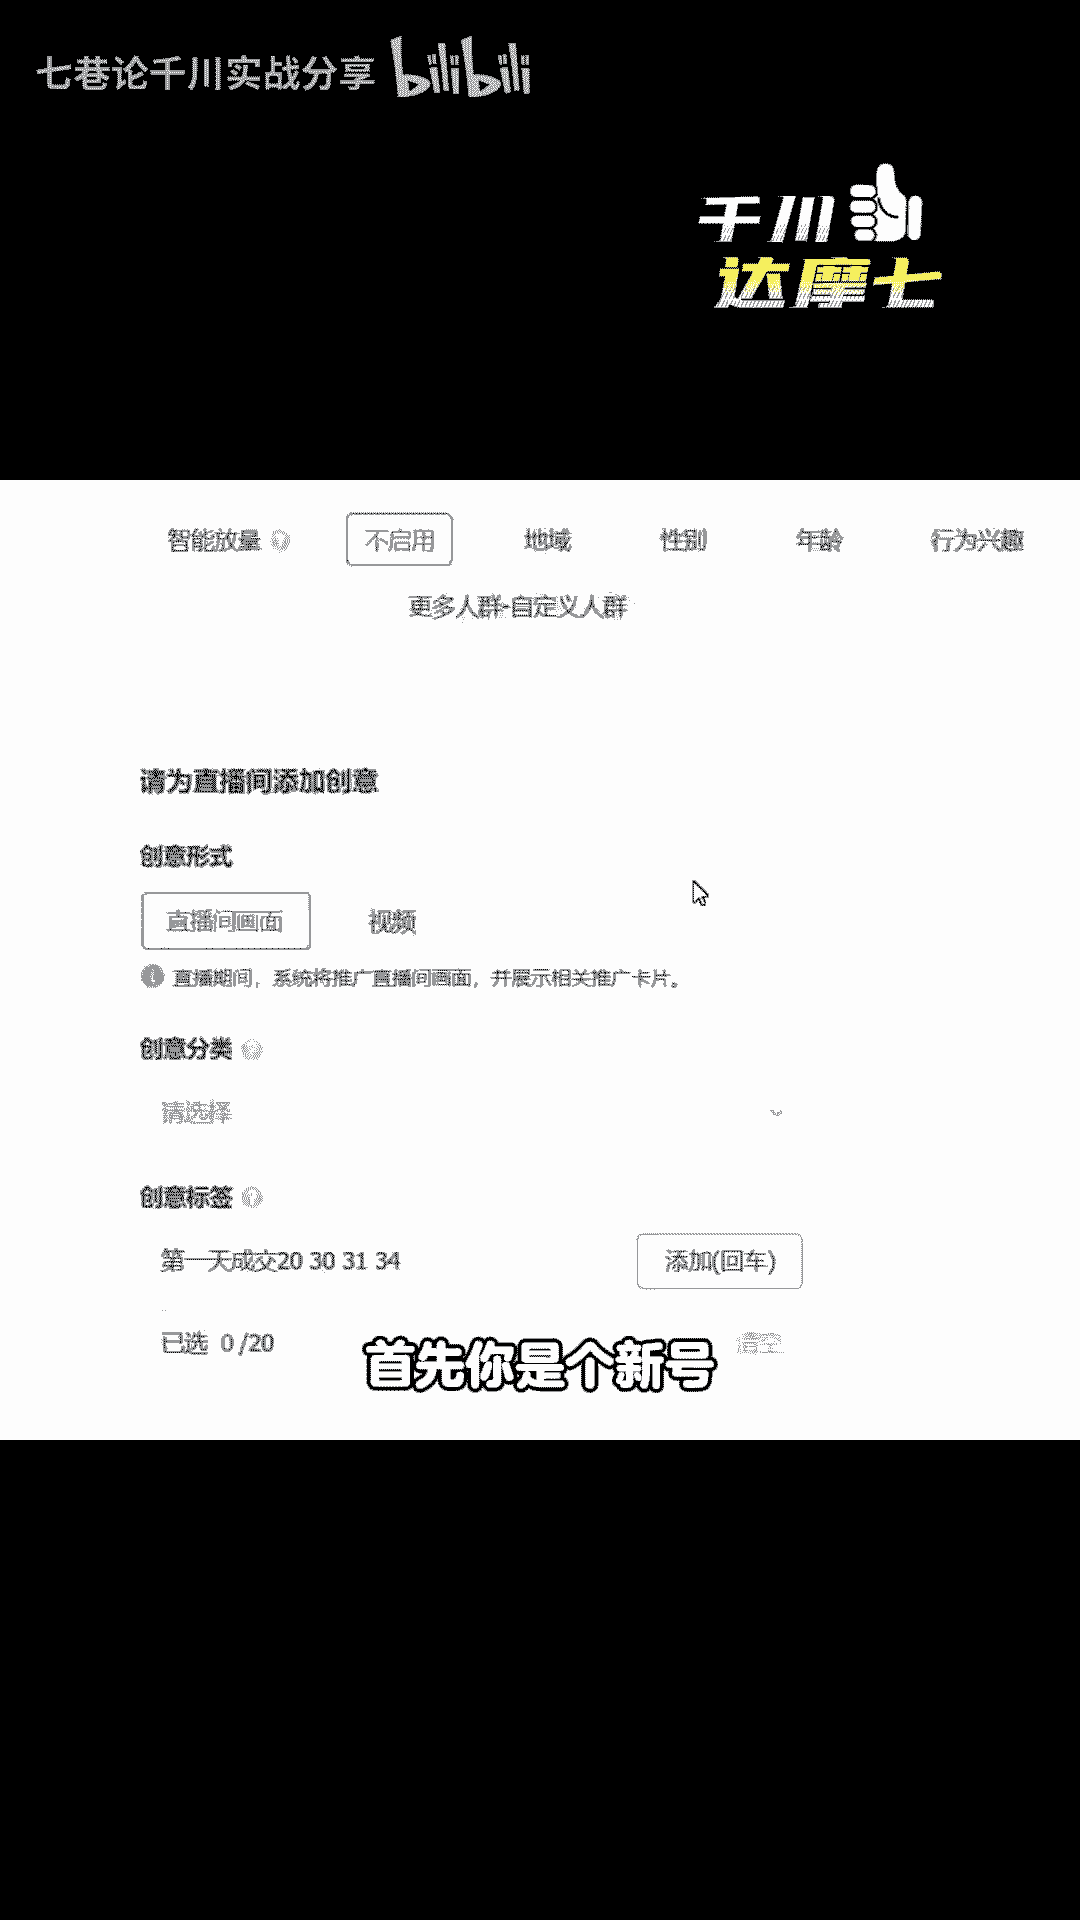 七巷论千川实战分享 bilibili
千川
达摩七
智能放量 ? 不启用 地域 性别 年龄 行为兴趣
更多人群-自定义人群
请为直播间添加创意
创意形式
直播间画面 视频
直播期间，系统将推广直播间画面，并展示相关推广卡片。
创意分类 ?
请选择
创意标签 ?
第一天成交20 30 31 34 添加(回车)
已选 0 /20 清空
首先你是个新号